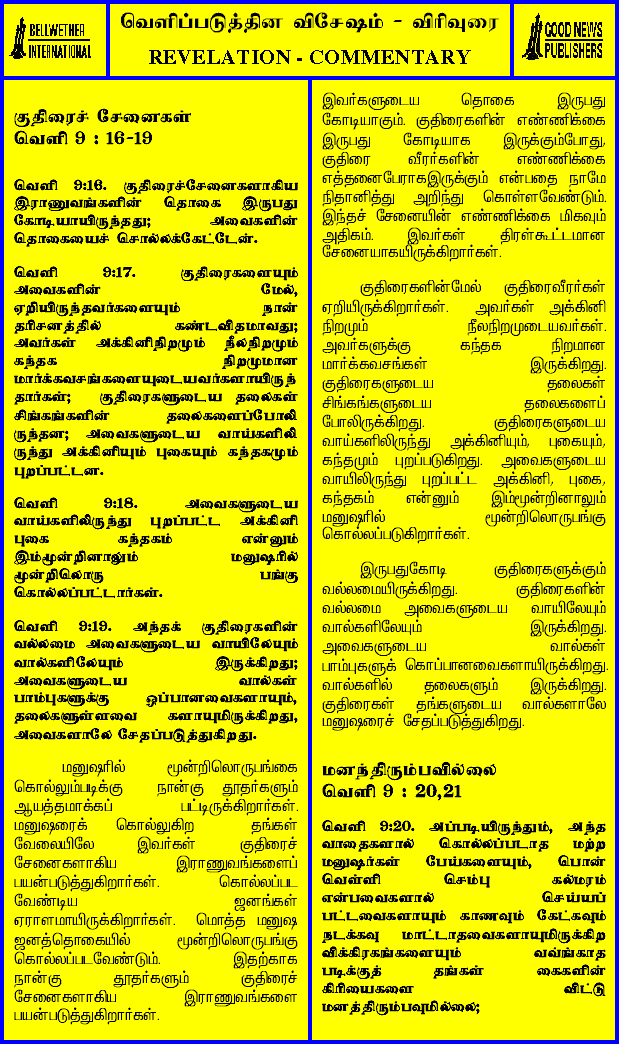 BELLWETHER
INTERNATIONAL
வெளிப்படுத்தின விசேஷம் - விரிவுரை
REVELATION - COMMENTARY
GOOD NEWS
PUBLISHERS
குதிரைச் சேனைகள்
வெளி 9 : 16-19
வெளி 9:16. குதிரைச்சேனைகளாகிய
இராணுவங்களின் தொகை இருபது
கோடியாயிருந்தது; அவைகளின்
தொகையைச் சொல்லக்கேட்டேன்.
வெளி 9:17. குதிரைகளையும்
அவைகளின் மேல்,
ஏறியிருந்தவர்களையும் நான்
தரிசனத்தில் கண்டவிதமாவது;
அவர்கள் அக்கினிநிறமும் நீலநிறமும்
கந்தக நிறமுமான
மார்க்கவசங்களையுடையவர்களாயிருந்
தார்கள்; குதிரைகளுடைய தலைகள்
சிங்கங்களின் தலைகளைப்போலி
ருந்தன; அவைகளுடைய வாய்களிலி
ருந்து அக்கினியும் புகையும் கந்தகமும்
புறப்பட்டன.
வெளி 9:18. அவைகளுடைய
வாய்களிலிருந்து புறப்பட்ட அக்கினி
புகை கந்தகம் என்னும்
இம்மூன்றினாலும் மனுஷரில்
மூன்றிலொரு பங்கு
கொல்லப்பட்டார்கள்.
வெளி 9:19. அந்தக் குதிரைகளின்
வல்லமை அவைகளுடைய வாயிலேயும்
வால்களிலேயும் இருக்கிறது;
அவைகளுடைய வால்கள்
பாம்புகளுக்கு ஒப்பானவைகளாயும்,
தலைகளுள்ளவை களாயுமிருக்கிறது,
அவைகளாலே சேதப்படுத்துகிறது.
மனுஷரில் மூன்றிலொருபங்கை
கொல்லும்படிக்கு நான்கு தூதர்களும்
ஆயத்தமாக்கப் பட்டிருக்கிறார்கள்.
மனுஷரைக் கொல்லுகிற தங்கள்
வேலையிலே இவர்கள் குதிரைச்
சேனைகளாகிய இராணுவங்களைப்
பயன்படுத்துகிறார்கள். கொல்லப்பட
வேண்டிய ஜனங்கள்
ஏராளமாயிருக்கிறார்கள். மொத்த மனுஷ
ஜனத்தொகையில் மூன்றிலொருபங்கு
கொல்லப்படவேண்டும். இதற்காக
நான்கு தூதர்களும் குதிரைச்
சேனைகளாகிய இராணுவங்களை
பயன்படுத்துகிறார்கள்.
இவர்களுடைய தொகை இருபது
கோடியாகும். குதிரைகளின் எண்ணிக்கை
இருபது கோடியாக இருக்கும்போது,
குதிரை வீரர்களின் எண்ணிக்கை
எத்தனைபேராகஇருக்கும் என்பதை நாமே
நிதானித்து அறிந்து கொள்ளவேண்டும்.
இந்தச் சேனையின் எண்ணிக்கை மிகவும்
அதிகம். இவர்கள் திரள்கூட்டமான
சேனையாகயிருக்கிறார்கள்.
குதிரைகளின்மேல் குதிரைவீரர்கள்
ஏறியிருக்கிறார்கள். அவர்கள் அக்கினி
நிறமும் நீலநிறமுடையவர்கள்.
அவர்களுக்கு கந்தக நிறமான
மார்க்கவசங்கள் இருக்கிறது.
குதிரைகளுடைய தலைகள்
சிங்கங்களுடைய தலைகளைப்
போலிருக்கிறது. குதிரைகளுடைய
வாய்களிலிருந்து அக்கினியும், புகையும்,
கந்தமும் புறப்படுகிறது. அவைகளுடைய
வாயிலிருந்து புறப்பட்ட அக்கினி, புகை,
கந்தகம் என்னும் இம்மூன்றினாலும்
மனுஷரில் மூன்றிலொருபங்கு
கொல்லப்படுகிறார்கள்.
இருபதுகோடி குதிரைகளுக்கும்
வல்லமையிருக்கிறது. குதிரைகளின்
வல்லமை அவைகளுடைய வாயிலேயும்
வால்களிலேயும் இருக்கிறது.
அவைகளுடைய வால்கள்
பாம்புகளுக் கொப்பானவைகளாயிருக்கிறது.
வால்களில் தலைகளும் இருக்கிறது.
குதிரைகள் தங்களுடைய வால்களாலே
மனுஷரைச் சேதப்படுத்துகிறது.
மனந்திரும்பவில்லை
வெளி 9 : 20,21
வெளி 9:20. அப்படியிருந்தும், அந்த
வாதைகளால் கொல்லப்படாத மற்ற
மனுஷர்கள் பேய்களையும், பொன்
வெள்ளி செம்பு கல்மரம்
என்பவைகளால் செய்யப்
பட்டவைகளாயும் காணவும் கேட்கவும்
நடக்கவு மாட்டாதவைகளாயுமிருக்கிற
விக்கிரகங்களையும் வணங்காத
படிக்குத் தங்கள் கைகளின்
கிரியைகளை விட்டு
மனத்திரும்பவுமில்லை;